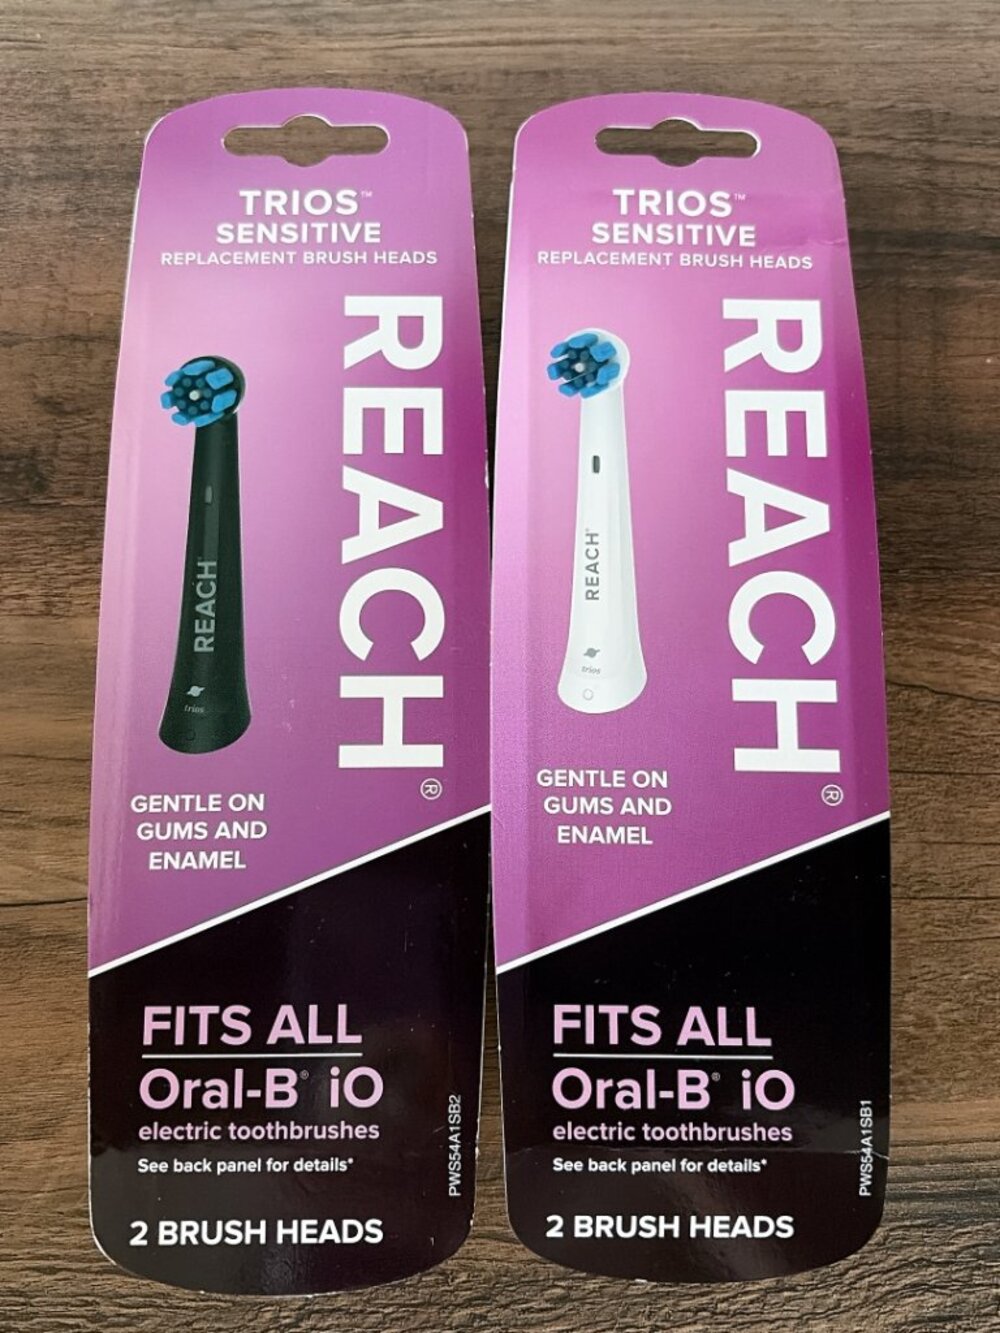 TRIOS™
SENSITIVE
REPLACEMENT BRUSH HEADS
REACH®
REACH®
trios
GENTLE ON
GUMS AND
ENAMEL
FITS ALL
Oral-B® iO
electric toothbrushes
See back panel for details*
PWS54A1SB2
2 BRUSH HEADS
TRIOS™
SENSITIVE
REPLACEMENT BRUSH HEADS
REACH®
REACH®
trios
GENTLE ON
GUMS AND
ENAMEL
FITS ALL
Oral-B® iO
electric toothbrushes
See back panel for details*
PWS54A1SB1
2 BRUSH HEADS